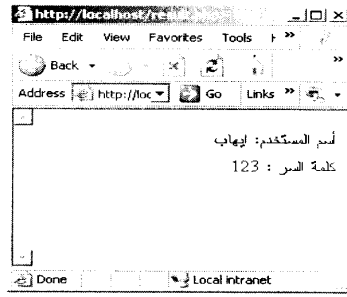 http://localhost/re
File Edit View Favorites Tools »
Back »
Address http://loc Go Links »
أسم المستخدم: ايهاب
كلمة السر : 123
Done Local intranet